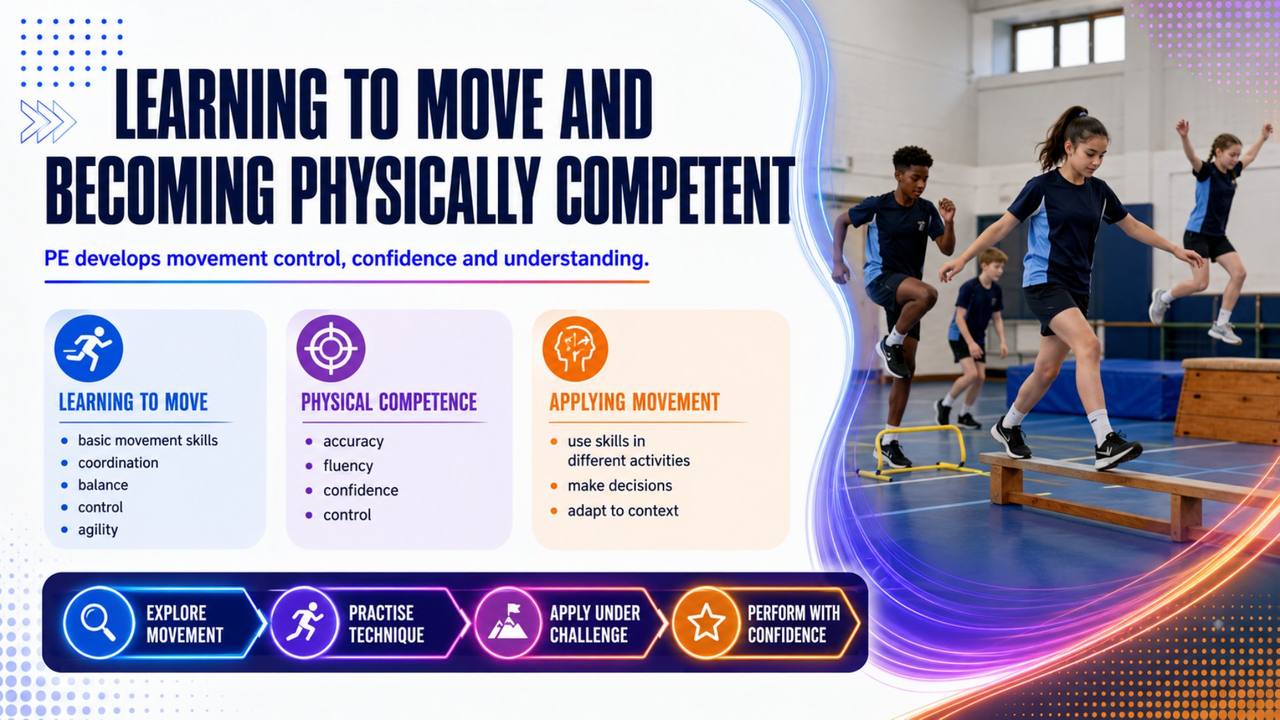 LEARNING TO MOVE AND
BECOMING PHYSICALLY COMPETENT
PE develops movement control, confidence and understanding.
LEARNING TO MOVE
basic movement skills
coordination
balance
control
agility
PHYSICAL COMPETENCE
accuracy
fluency
confidence
control
APPLYING MOVEMENT
use skills in
different activities
make decisions
adapt to context
EXPLORE
MOVEMENT
PRACTISE
TECHNIQUE
APPLY UNDER
CHALLENGE
PERFORM WITH
CONFIDENCE